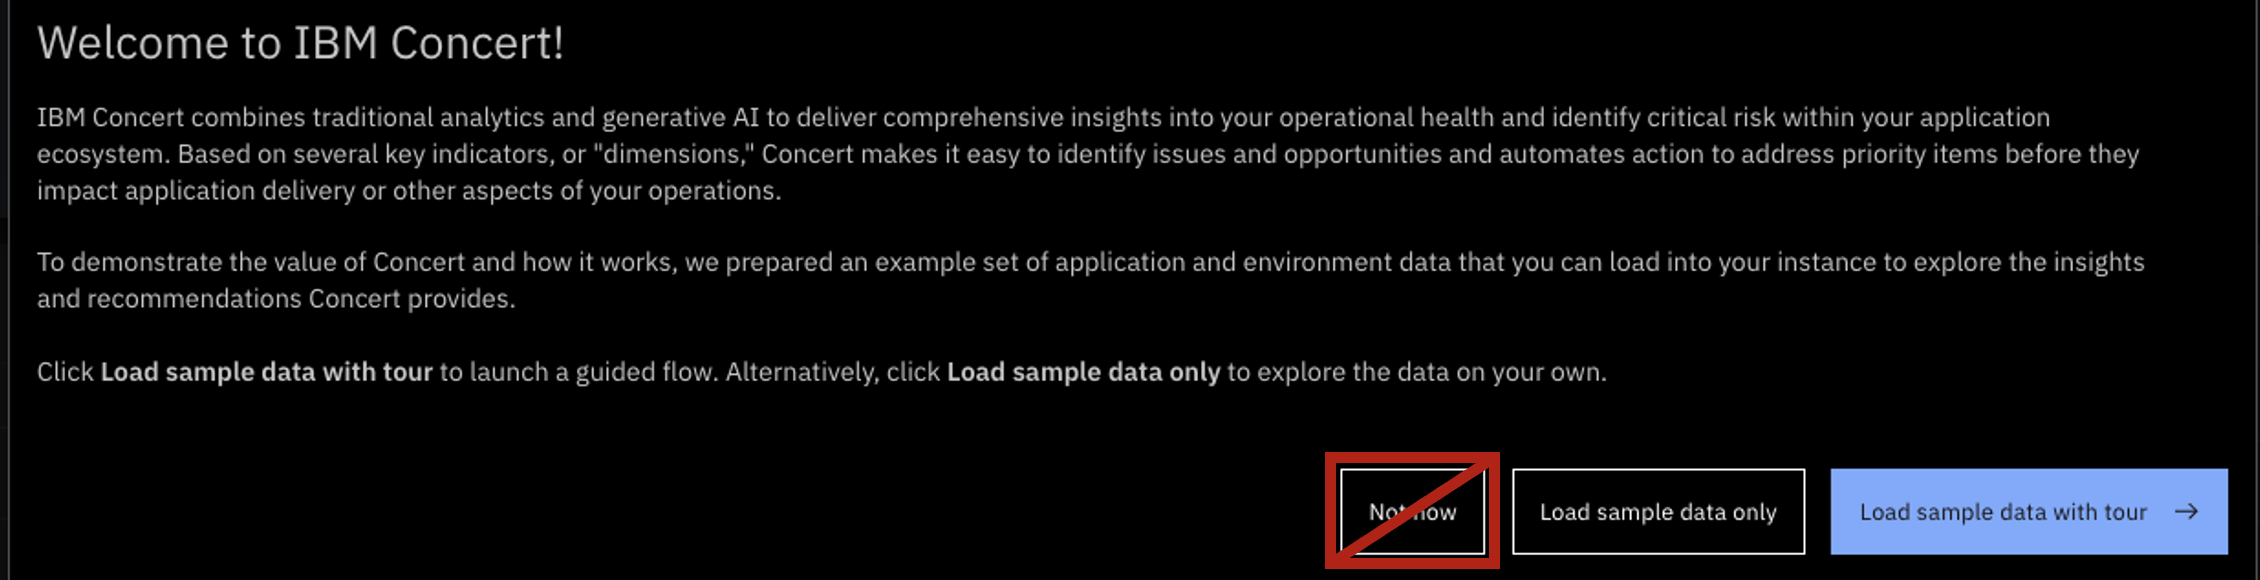 Welcome to IBM Concert!
IBM Concert combines traditional analytics and generative AI to deliver comprehensive insights into your operational health and identify critical risk within your application
ecosystem. Based on several key indicators, or "dimensions," Concert makes it easy to identify issues and opportunities and automates action to address priority items before they
impact application delivery or other aspects of your operations.
To demonstrate the value of Concert and how it works, we prepared an example set of application and environment data that you can load into your instance to explore the insights
and recommendations Concert provides.
Click Load sample data with tour to launch a guided flow. Alternatively, click Load sample data only to explore the data on your own.
Not now
Load sample data only
Load sample data with tour →